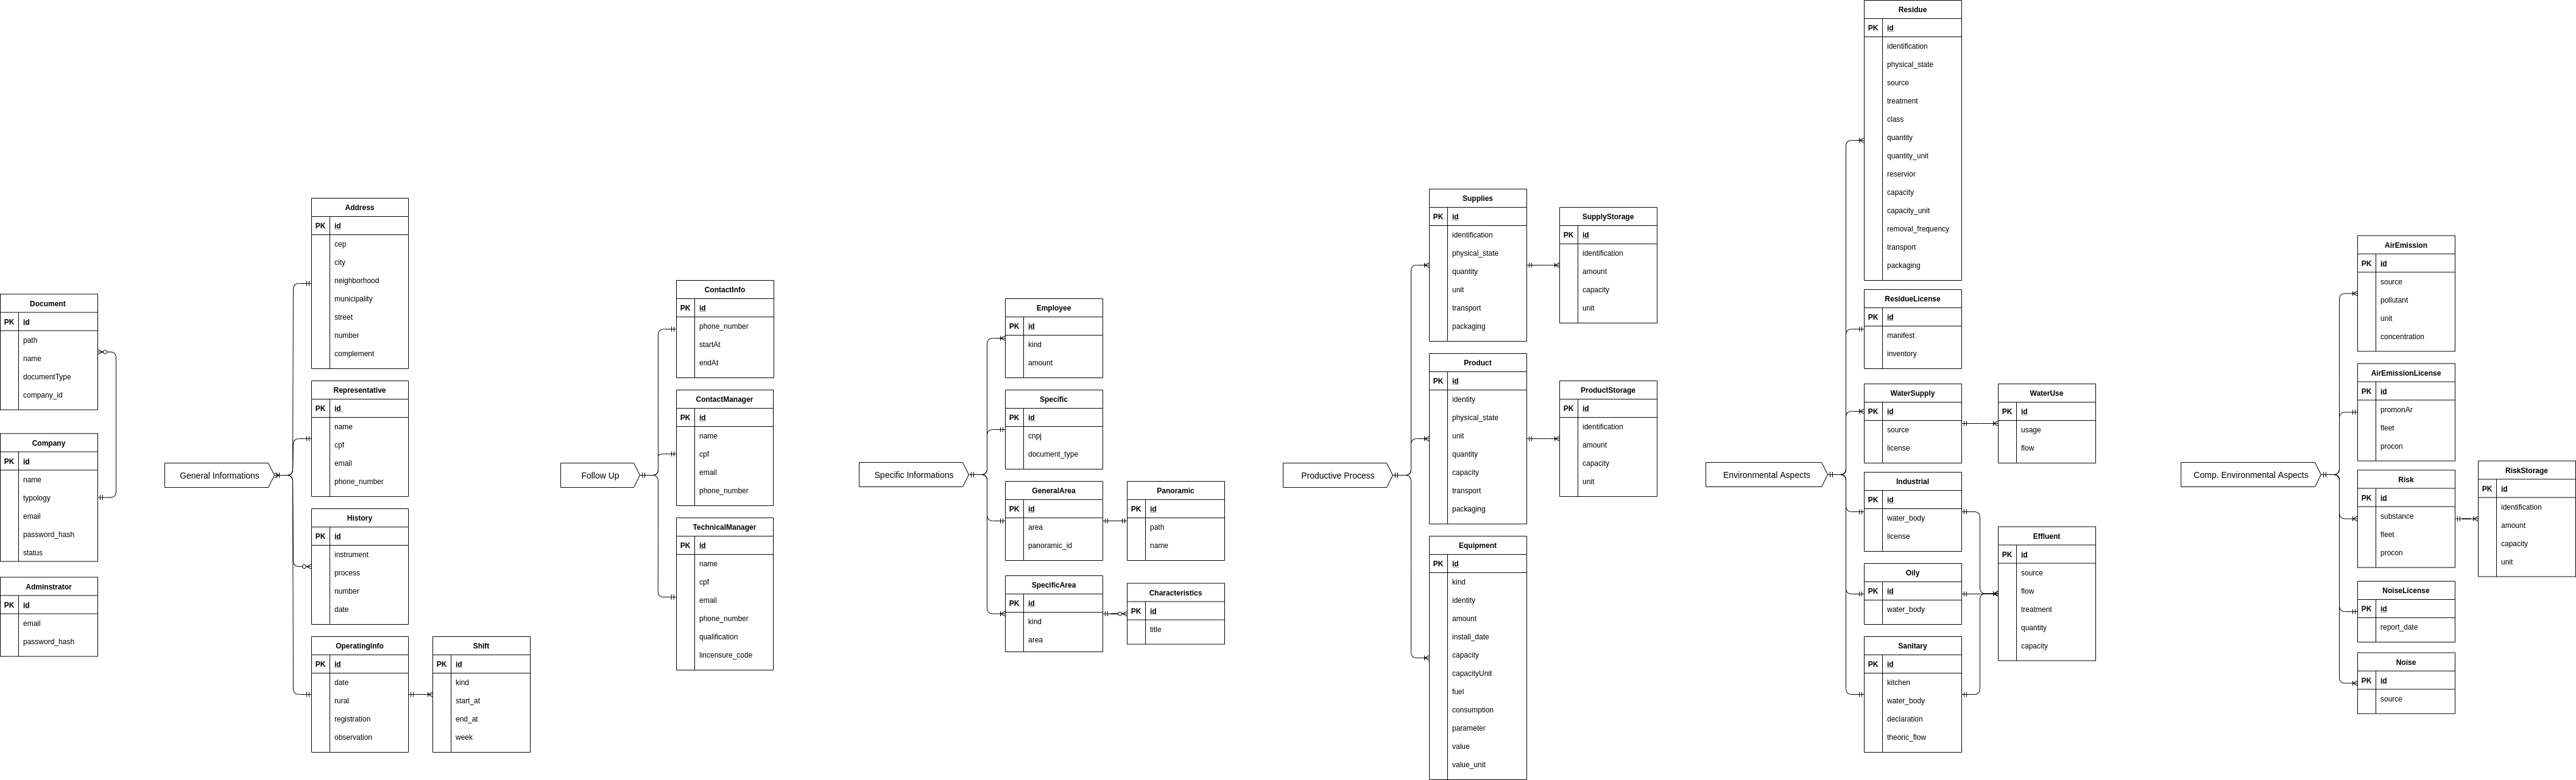 Document
PK id
path
name
documentType
company_id
Company
PK id
name
typology
email
password_hash
status
Adminstrator
PK id
email
password_hash
General Informations
Address
PK id
cep
city
neighborhood
municipality
street
number
complement
Representative
PK id
name
cpf
email
phone_number
History
PK id
instrument
process
number
date
OperatingInfo
PK id
date
rural
registration
observation
Shift
PK id
kind
start_at
end_at
week
Follow Up
ContactInfo
PK id
phone_number
startAt
endAt
ContactManager
PK id
name
cpf
email
phone_number
TechnicalManager
PK id
name
cpf
email
phone_number
qualification
lincensure_code
Specific Informations
Employee
PK id
kind
amount
Specific
PK id
cnpj
document_type
GeneralArea
PK id
area
panoramic_id
Panoramic
PK id
path
name
SpecificArea
PK id
kind
area
Characteristics
PK id
title
Productive Process
Supplies
PK id
identification
physical_state
quantity
unit
transport
packaging
SupplyStorage
PK id
identification
amount
capacity
unit
Product
PK id
identity
physical_state
unit
quantity
capacity
transport
packaging
ProductStorage
PK id
identification
amount
capacity
unit
Equipment
PK id
kind
identity
amount
install_date
capacity
capacityUnit
fuel
consumption
parameter
value
value_unit
Environmental Aspects
Residue
PK id
identification
physical_state
source
treatment
class
quantity
quantity_unit
reservior
capacity
capacity_unit
removal_frequency
transport
packaging
ResidueLicense
PK id
manifest
inventory
WaterSupply
PK id
source
license
WaterUse
PK id
usage
flow
Industrial
PK id
water_body
license
Oily
PK id
water_body
Sanitary
PK id
kitchen
water_body
declaration
theoric_flow
Effluent
PK id
source
flow
treatment
quantity
capacity
Comp. Environmental Aspects
AirEmission
PK id
source
pollutant
unit
concentration
AirEmissionLicense
PK id
promonAr
fleet
procon
Risk
PK id
substance
fleet
procon
RiskStorage
PK id
identification
amount
capacity
unit
NoiseLicense
PK id
report_date
Noise
PK id
source